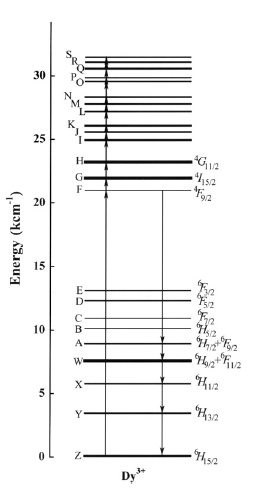 S
R
Q
30
P
O
N
M
L
K
J
25
I
H ⁴G₁₁/₂
G ⁴I₁₅/₂
F ⁴F₉/₂
20
15
E ⁶F₃/₂
D ⁶F₅/₂
C ⁶F₇/₂
B ⁶H₅/₂
10
A ⁶H₇/₂+⁶F₉/₂
W ⁶H₉/₂+⁶F₁₁/₂
X ⁶H₁₁/₂
5
Y ⁶H₁₃/₂
0 Z ⁶H₁₅/₂
Energy (kcm⁻¹)
Dy³⁺